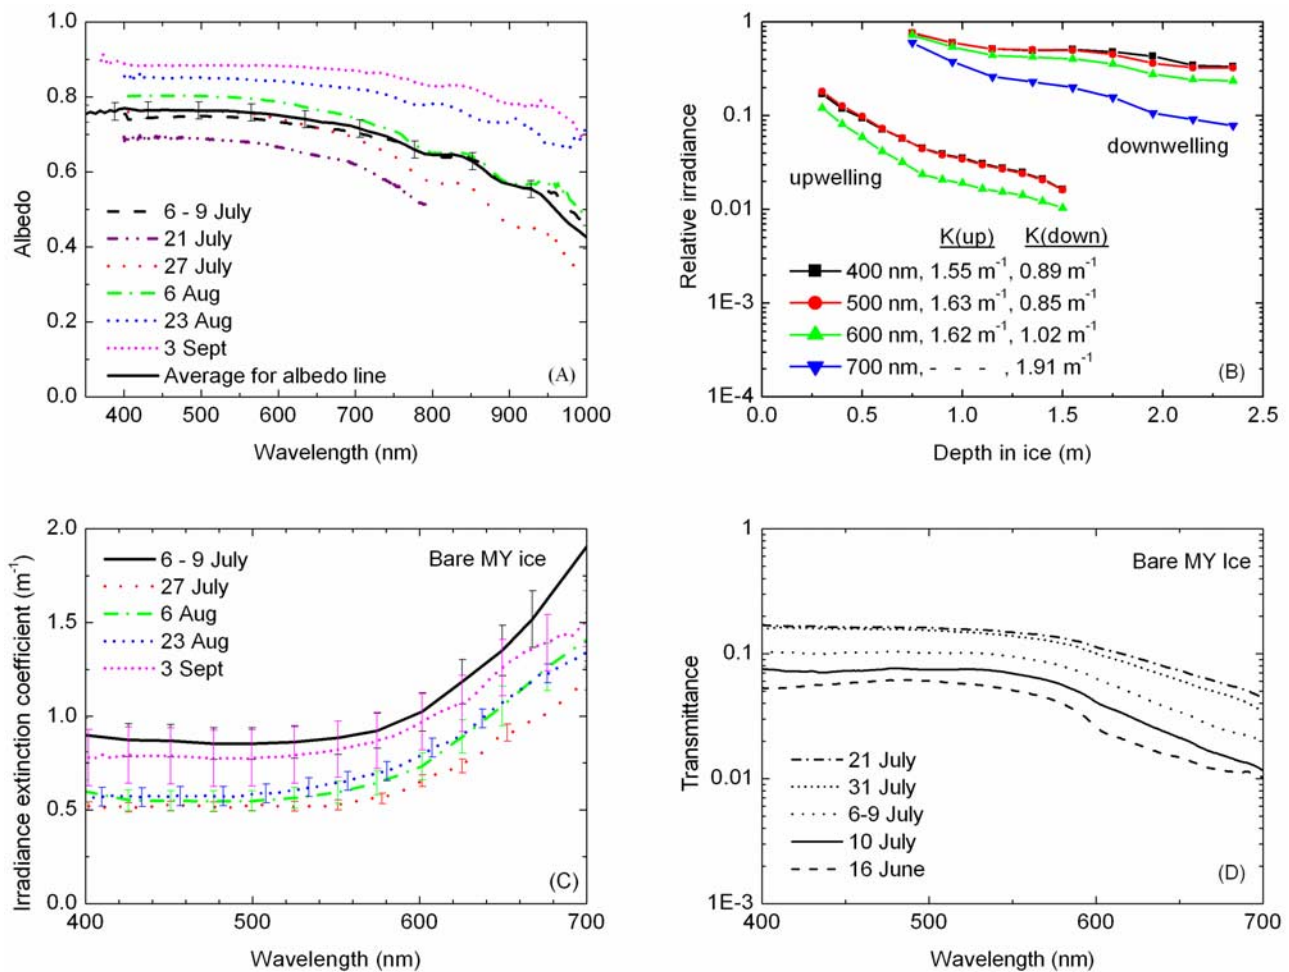 1.0
0.8
0.6
0.4
0.2
0.0
Albedo
6 - 9 July
21 July
27 July
6 Aug
23 Aug
3 Sept
Average for albedo line
(A)
400 500 600 700 800 900 1000
Wavelength (nm)
1
0.1
0.01
1E-3
1E-4
Relative irradiance
upwelling
downwelling
K(up) K(down)
400 nm, 1.55 m⁻¹, 0.89 m⁻¹
500 nm, 1.63 m⁻¹, 0.85 m⁻¹
600 nm, 1.62 m⁻¹, 1.02 m⁻¹
700 nm, - - - , 1.91 m⁻¹
(B)
0.0 0.5 1.0 1.5 2.0 2.5
Depth in ice (m)
2.0
1.5
1.0
0.5
0.0
Irradiance extinction coefficient (m⁻¹)
6 - 9 July
27 July
6 Aug
23 Aug
3 Sept
Bare MY ice
(C)
400 500 600 700
Wavelength (nm)
1
0.1
0.01
1E-3
Transmittance
Bare MY Ice
21 July
31 July
6-9 July
10 July
16 June
(D)
400 500 600 700
Wavelength (nm)